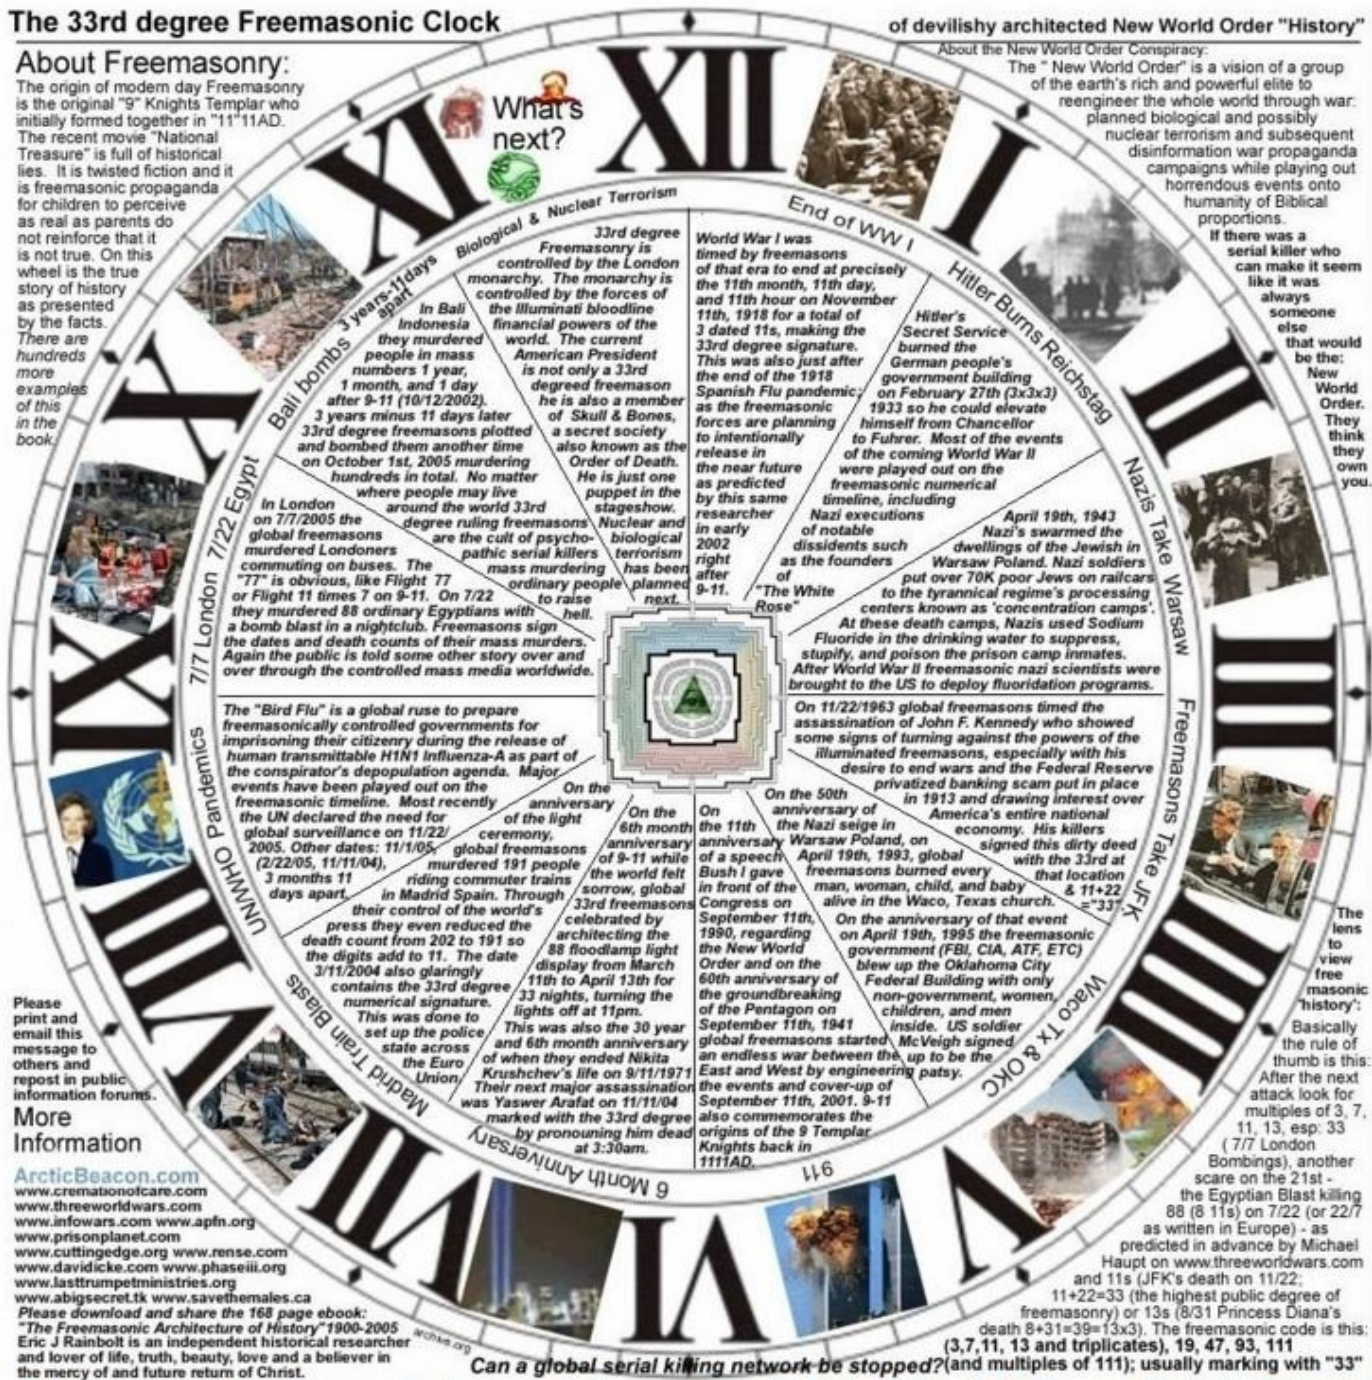 The 33rd degree Freemasonic Clock
of devilishy architected New World Order "History"
About Freemasonry:
The origin of modern day Freemasonry
is the original "9" Knights Templar who
initially formed together in "11"11AD.
The recent movie "National
Treasure" is full of historical
lies. It is twisted fiction and it
is freemasonic propaganda
for children to perceive
as real as parents do
not reinforce that it
is not true. On this
wheel is the true
story of history
as presented
by the facts.
There are
hundreds
more
examples
of this
in the
book.
About the New World Order Conspiracy:
The " New World Order" is a vision of a group
of the earth's rich and powerful elite to
reengineer the whole world through war:
planned biological and possibly
nuclear terrorism and subsequent
disinformation war propaganda
campaigns while playing out
horrendous events onto
humanity of Biblical
proportions.
If there was a
serial killer who
can make it seem
like it was
always
someone
else
that would
be the:
New
World
Order.
They
think
they
own
you.
XII
I
II
III
IIII
V
VI
VII
VIII
IX
X
XI
What's
next?
End of WW I
World War I was
timed by freemasons
of that era to end at precisely
the 11th month, 11th day,
and 11th hour on November
11th, 1918 for a total of
3 dated 11s, making the
33rd degree signature.
This was also just after
the end of the 1918
Spanish Flu pandemic;
as the freemasonic
forces are planning
to intentionally
release in
the near future
as predicted
by this same
researcher
in early
2002
right
after
9-11.
Hitler Burns Reichstag
Hitler's
Secret Service
burned the
German people's
government building
on February 27th (3x3x3)
1933 so he could elevate
himself from Chancellor
to Fuhrer. Most of the events
of the coming World War II
were played out on the
freemasonic numerical
timeline, including
Nazi executions
of notable
dissidents such
as the founders
of
"The White
Rose"
Nazis Take Warsaw
April 19th, 1943
Nazi's swarmed the
dwellings of the Jewish in
Warsaw Poland. Nazi soldiers
put over 70K poor Jews on railcars
to the tyrannical regime's processing
centers known as 'concentration camps'.
At these death camps, Nazis used Sodium
Fluoride in the drinking water to suppress,
stupify, and poison the prison camp inmates.
After World War II freemasonic nazi scientists were
brought to the US to deploy fluoridation programs.
Freemasons Take JFK
On 11/22/1963 global freemasons timed the
assassination of John F. Kennedy who showed
some signs of turning against the powers of the
illuminated freemasons, especially with his
desire to end wars and the Federal Reserve
privatized banking scam put in place
in 1913 and drawing interest over
America's entire national
economy. His killers
signed this dirty deed
with the 33rd at
that location
& 11+22
="33"
Waco Tx & OKC
On the 50th
anniversary of
the Nazi seige in
Warsaw Poland, on
April 19th, 1993, global
freemasons burned every
man, woman, child, and baby
alive in the Waco, Texas church.
On the anniversary of that event
on April 19th, 1995 the freemasonic
government (FBI, CIA, ATF, ETC)
blew up the Oklahoma City
Federal Building with only
non-government, women,
children, and men
inside. US soldier
McVeigh signed
up to be the
patsy.
911
On
the 11th
anniversary
of a speech
Bush I gave
in front of the
Congress on
September 11th,
1990, regarding
the New World
Order and on the
60th anniversary of
the groundbreaking
of the Pentagon on
September 11th, 1941
global freemasons started
an endless war between the
East and West by engineering
the events and cover-up of
September 11th, 2001. 9-11
also commemorates the
origins of the 9 Templar
Knights back in
1111AD.
6 Month Anniversary
On the
6th month
anniversary
of 9-11 while
the world felt
sorrow, global
33rd freemasons
celebrated by
architecting the
88 floodlamp light
display from March
11th to April 13th for
33 nights, turning the
lights off at 11pm.
This was also the 30 year
and 6th month anniversary
of when they ended Nikita
Krushchev's life on 9/11/1971
Their next major assassination
was Yaswer Arafat on 11/11/04
marked with the 33rd degree
by pronouning him dead
at 3:30am.
Madrid Train Blasts
On the
anniversary
of the light
ceremony,
global freemasons
murdered 191 people
riding commuter trains
in Madrid Spain. Through
their control of the world's
press they even reduced the
death count from 202 to 191 so
the digits add to 11. The date
3/11/2004 also glaringly
contains the 33rd degree
numerical signature.
This was done to
set up the police
state across
the Euro
Union.
UN/WHO Pandemics
The "Bird Flu" is a global ruse to prepare
freemasonically controlled governments for
imprisoning their citizenry during the release of
human transmittable H1N1 Influenza-A as part of
the conspirator's depopulation agenda. Major
events have been played out on the
freemasonic timeline. Most recently
the UN declared the need for
global surveillance on 11/22/
2005. Other dates: 11/1/05,
(2/22/05, 11/11/04),
3 months 11
days apart.
7/7 London 7/22 Egypt
In London
on 7/7/2005 the
global freemasons
murdered Londoners
commuting on buses. The
"77" is obvious, like Flight 77
or Flight 11 times 7 on 9-11. On 7/22
they murdered 88 ordinary Egyptians with
a bomb blast in a nightclub. Freemasons sign
the dates and death counts of their mass murders.
Again the public is told some other story over and
over through the controlled mass media worldwide.
Bali bombs 3 years-11days
apart
In Bali
Indonesia
they murdered
people in mass
numbers 1 year,
1 month, and 1 day
after 9-11 (10/12/2002).
3 years minus 11 days later
33rd degree freemasons plotted
and bombed them another time
on October 1st, 2005 murdering
hundreds in total. No matter
where people may live
around the world 33rd
degree ruling freemasons
are the cult of psycho-
pathic serial killers
mass murdering
ordinary people
to raise
hell.
Biological & Nuclear Terrorism
33rd degree
Freemasonry is
controlled by the London
monarchy. The monarchy is
controlled by the forces of
the Illuminati bloodline
financial powers of the
world. The current
American President
is not only a 33rd
degreed freemason
he is also a member
of Skull & Bones,
a secret society
also known as the
Order of Death.
He is just one
puppet in the
stageshow.
Nuclear and
biological
terrorism
has been
planned
next.
Please
print and
email this
message to
others and
repost in public
information forums.
More
Information
ArcticBeacon.com
www.cremationofcare.com
www.threeworldwars.com
www.infowars.com www.apfn.org
www.prisonplanet.com
www.cuttingedge.org www.rense.com
www.davidicke.com www.phaseiii.org
www.lasttrumpetministries.org
www.abigsecret.tk www.savethemales.ca
Please download and share the 168 page ebook:
"The Freemasonic Architecture of History"1900-2005
Eric J Rainbolt is an independent historical researcher
and lover of life, truth, beauty, love and a believer in
the mercy of and future return of Christ.
archive.org
The
lens
to
view
free
masonic
'history':
Basically
the rule of
thumb is this:
After the next
attack look for
multiples of 3, 7,
11, 13, esp: 33
( 7/7 London
Bombings), another
scare on the 21st -
the Egyptian Blast killing
88 (8 11s) on 7/22 (or 22/7
as written in Europe) - as
predicted in advance by Michael
Haupt on www.threeworldwars.com
and 11s (JFK's death on 11/22;
11+22=33 (the highest public degree of
freemasonry) or 13s (8/31 Princess Diana's
death 8+31=39=13x3). The freemasonic code is this:
(3,7,11, 13 and triplicates), 19, 47, 93, 111
Can a global serial killing network be stopped?(and multiples of 111); usually marking with "33"